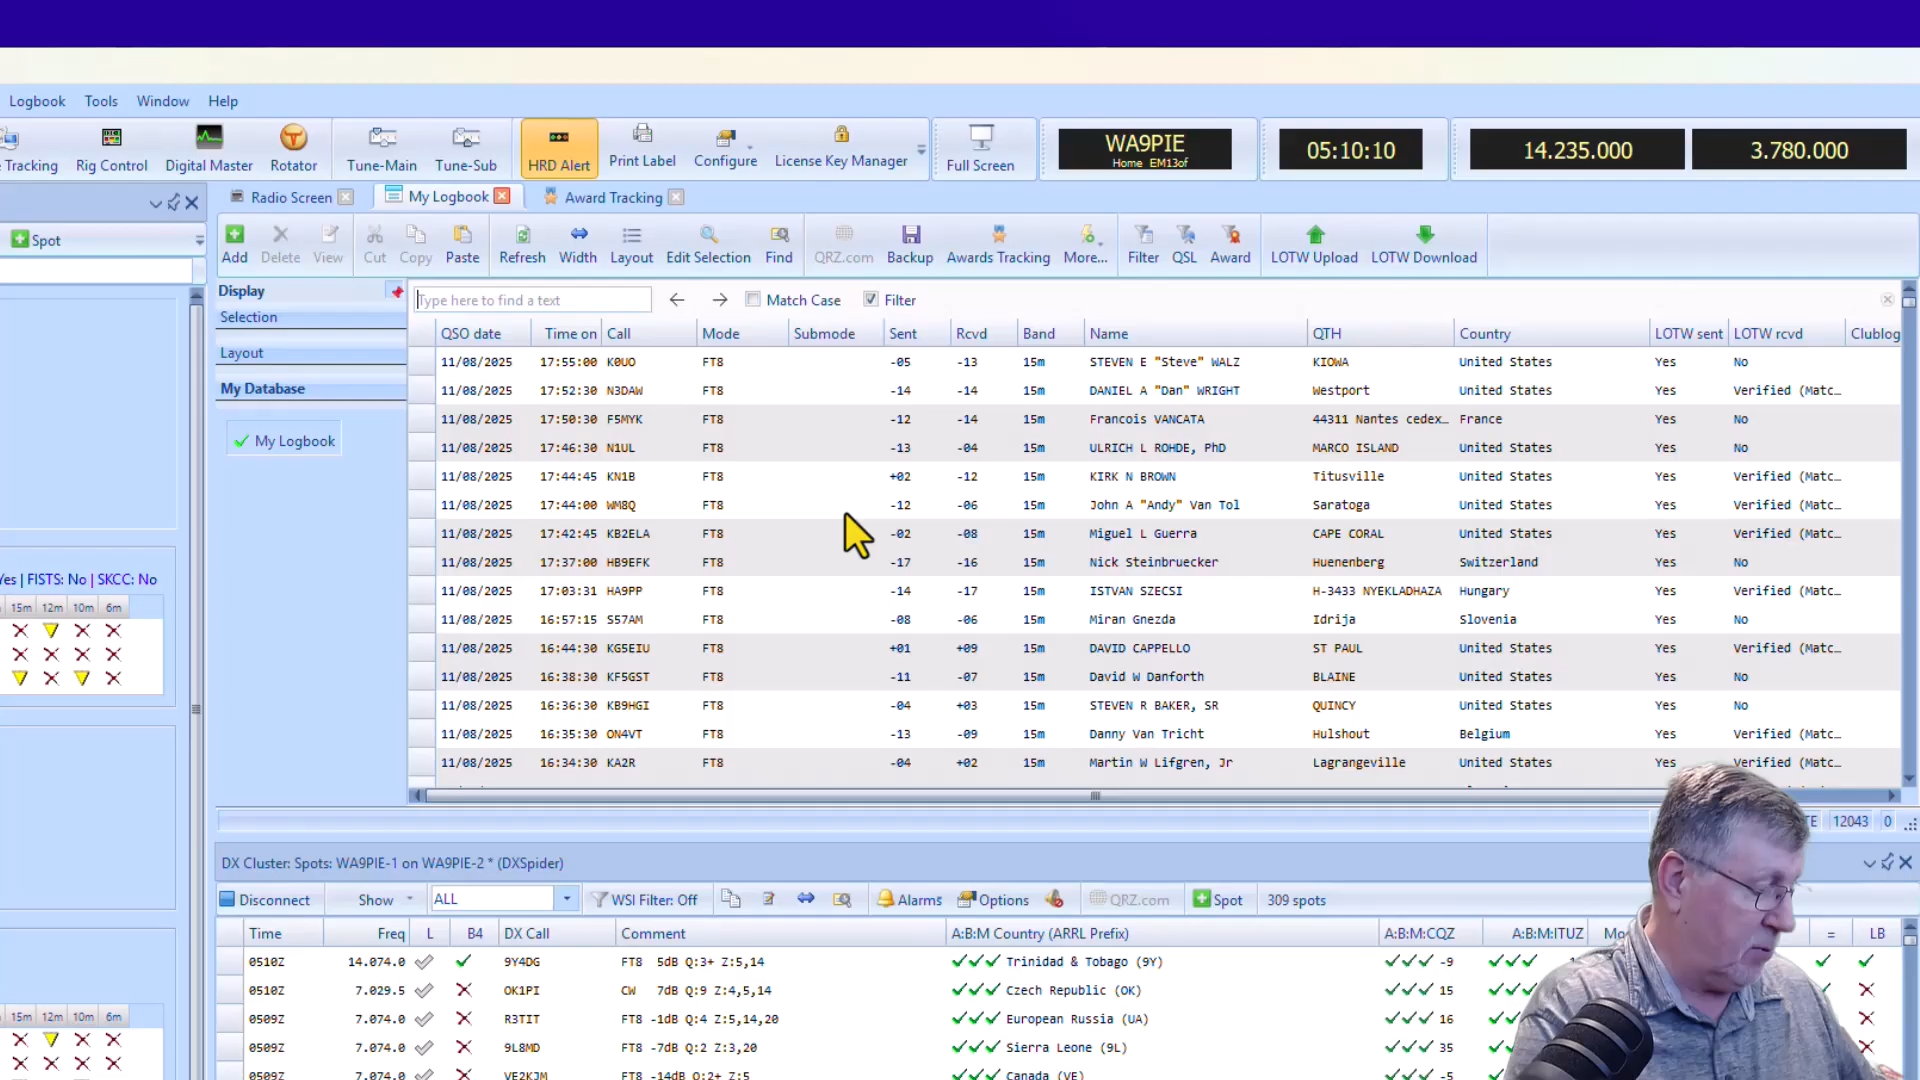 Logbook Tools Window Help
Tracking Rig Control Digital Master Rotator Tune-Main Tune-Sub HRD Alert Print Label Configure License Key Manager Full Screen WA9PIE 05:10:10 14.235.000 3.780.000
Home EM13of
Radio Screen My Logbook Award Tracking
Spot
Add Delete View Cut Copy Paste Refresh Width Layout Edit Selection Find QRZ.com Backup Awards Tracking More... Filter QSL Award LOTW Upload LOTW Download
Display
Selection
Layout
My Database
My Logbook
Type here to find a text Match Case Filter
QSO date Time on Call Mode Submode Sent Rcvd Band Name QTH Country LOTW sent LOTW rcvd Clublog
11/08/2025 17:55:00 K0UO FT8 -05 -13 15m STEVEN E "Steve" WALZ KIOWA United States Yes No
11/08/2025 17:52:30 N3DAW FT8 -14 -14 15m DANIEL A "Dan" WRIGHT Westport United States Yes Verified (Matc...
11/08/2025 17:50:30 F5MYK FT8 -12 -14 15m Francois VANCATA 44311 Nantes cedex... France Yes No
11/08/2025 17:46:30 N1UL FT8 -13 -04 15m ULRICH L ROHDE, PhD MARCO ISLAND United States Yes No
11/08/2025 17:44:45 KN1B FT8 +02 -12 15m KIRK N BROWN Titusville United States Yes Verified (Matc...
11/08/2025 17:44:00 WM8Q FT8 -12 -06 15m John A "Andy" Van Tol Saratoga United States Yes Verified (Matc...
11/08/2025 17:42:45 KB2ELA FT8 -02 -08 15m Miguel L Guerra CAPE CORAL United States Yes Verified (Matc...
11/08/2025 17:37:00 HB9EFK FT8 -17 -16 15m Nick Steinbruecker Huenenberg Switzerland Yes No
11/08/2025 17:03:31 HA9PP FT8 -14 -17 15m ISTVAN SZECSI H-3433 NYEKLADHAZA Hungary Yes Verified (Matc...
11/08/2025 16:57:15 S57AM FT8 -08 -06 15m Miran Gnezda Idrija Slovenia Yes No
11/08/2025 16:44:30 KG5EIU FT8 +01 +09 15m DAVID CAPPELLO ST PAUL United States Yes Verified (Matc...
11/08/2025 16:38:30 KF5GST FT8 -11 -07 15m David W Danforth BLAINE United States Yes No
11/08/2025 16:36:30 KB9HGI FT8 -04 +03 15m STEVEN R BAKER, SR QUINCY United States Yes No
11/08/2025 16:35:30 ON4VT FT8 -13 -09 15m Danny Van Tricht Hulshout Belgium Yes Verified (Matc...
11/08/2025 16:34:30 KA2R FT8 -04 +02 15m Martin W Lifgren, Jr Lagrangeville United States Yes Verified (Matc...
12043 0
Yes | FISTS: No | SKCC: No
15m 12m 10m 6m
DX Cluster: Spots: WA9PIE-1 on WA9PIE-2 * (DXSpider)
Disconnect Show ALL WSI Filter: Off Alarms Options QRZ.com Spot 309 spots
Time Freq L B4 DX Call Comment A:B:M Country (ARRL Prefix) A:B:M:CQZ A:B:M:ITUZ = LB
0510Z 14.074.0 9Y4DG FT8 5dB Q:3+ Z:5,14 Trinidad & Tobago (9Y) -9
0510Z 7.029.5 OK1PI CW 7dB Q:9 Z:4,5,14 Czech Republic (OK) 15
0509Z 7.074.0 R3TIT FT8 -1dB Q:4 Z:5,14,20 European Russia (UA) 16
0509Z 7.074.0 9L8MD FT8 -7dB Q:2 Z:3,20 Sierra Leone (9L) 35
0509Z 7.074.0 VE2KJM FT8 -14dB Q:2+ Z:5 Canada (VE) -5
15m 12m 10m 6m